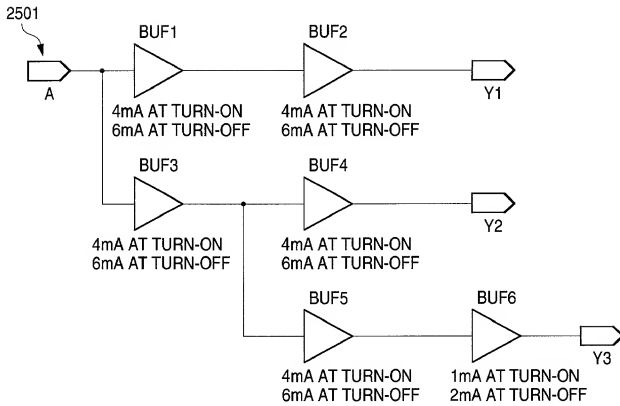 2501
BUF1
BUF2
A
Y1
4mA AT TURN-ON
6mA AT TURN-OFF
4mA AT TURN-ON
6mA AT TURN-OFF
BUF3
BUF4
Y2
4mA AT TURN-ON
6mA AT TURN-OFF
4mA AT TURN-ON
6mA AT TURN-OFF
BUF5
BUF6
Y3
4mA AT TURN-ON
6mA AT TURN-OFF
1mA AT TURN-ON
2mA AT TURN-OFF